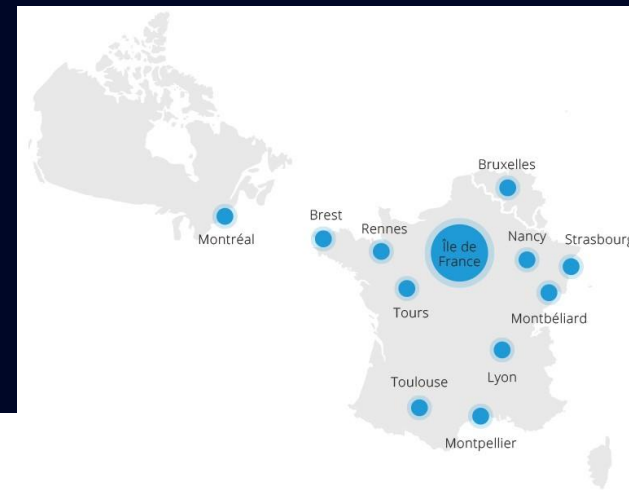 Bruxelles
Brest
Rennes
Île de
France
Nancy
Strasbourg
Montréal
Tours
Montbéliard
Lyon
Toulouse
Montpellier